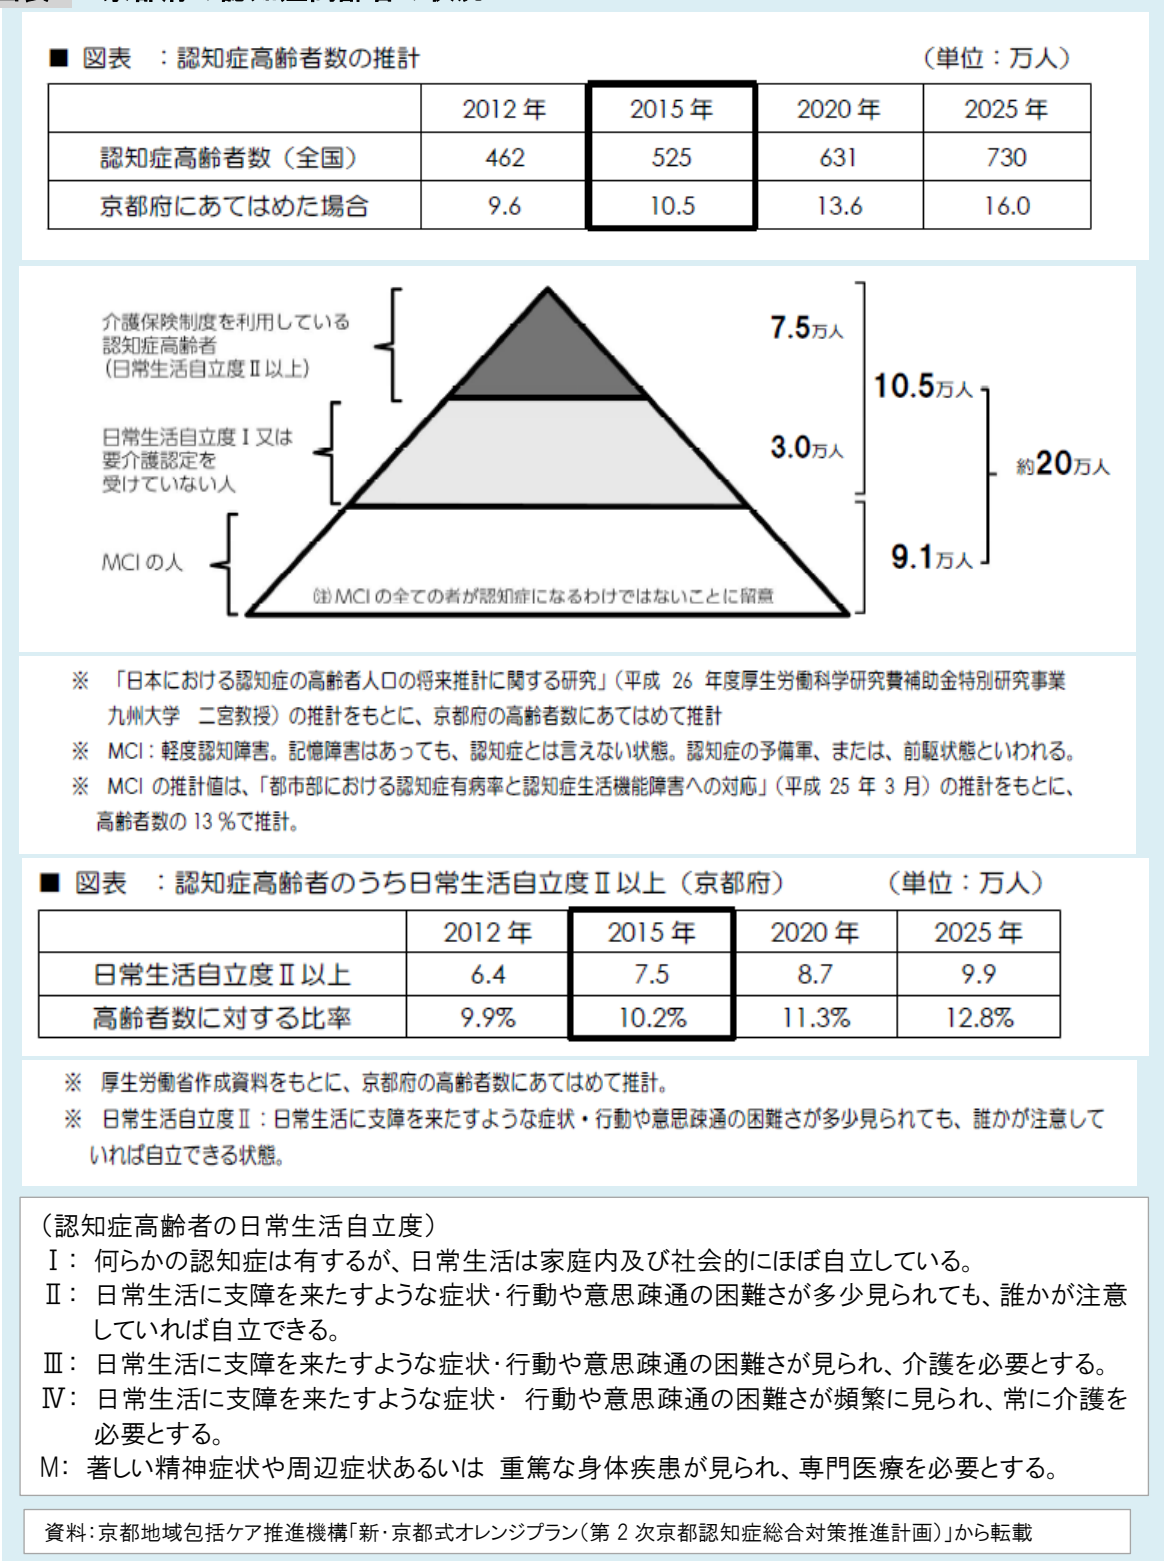 ■ 図表　：認知症高齢者数の推計　（単位：万人）
2012 年　2015 年　2020 年　2025 年
認知症高齢者数（全国）　462　525　631　730
京都府にあてはめた場合　9.6　10.5　13.6　16.0
介護保険制度を利用している
認知症高齢者
（日常生活自立度Ⅱ以上）
7.5万人
10.5万人
日常生活自立度Ⅰ又は
要介護認定を
受けていない人
3.0万人
約20万人
MCI の人
9.1万人
㊟ MCI の全ての者が認知症になるわけではないことに留意
※　「日本における認知症の高齢者人口の将来推計に関する研究」（平成 26 年度厚生労働科学研究費補助金特別研究事業
九州大学　二宮教授）の推計をもとに、京都府の高齢者数にあてはめて推計
※　MCI：軽度認知障害。記憶障害はあっても、認知症とは言えない状態。認知症の予備軍、または、前駆状態といわれる。
※　MCI の推計値は、「都市部における認知症有病率と認知症生活機能障害への対応」（平成 25 年 3 月）の推計をもとに、
高齢者数の 13 %で推計。
■ 図表　：認知症高齢者のうち日常生活自立度Ⅱ以上（京都府）　（単位：万人）
2012 年　2015 年　2020 年　2025 年
日常生活自立度Ⅱ以上　6.4　7.5　8.7　9.9
高齢者数に対する比率　9.9%　10.2%　11.3%　12.8%
※　厚生労働省作成資料をもとに、京都府の高齢者数にあてはめて推計。
※　日常生活自立度Ⅱ：日常生活に支障を来たすような症状・行動や意思疎通の困難さが多少見られても、誰かが注意して
いれば自立できる状態。
（認知症高齢者の日常生活自立度）
Ⅰ： 何らかの認知症は有するが、日常生活は家庭内及び社会的にほぼ自立している。
Ⅱ： 日常生活に支障を来たすような症状･行動や意思疎通の困難さが多少見られても、誰かが注意
していれば自立できる。
Ⅲ： 日常生活に支障を来たすような症状･行動や意思疎通の困難さが見られ、介護を必要とする。
Ⅳ： 日常生活に支障を来たすような症状･ 行動や意思疎通の困難さが頻繁に見られ、常に介護を
必要とする。
M： 著しい精神症状や周辺症状あるいは 重篤な身体疾患が見られ、専門医療を必要とする。
資料：京都地域包括ケア推進機構「新･京都式オレンジプラン（第 2 次京都認知症総合対策推進計画）」から転載